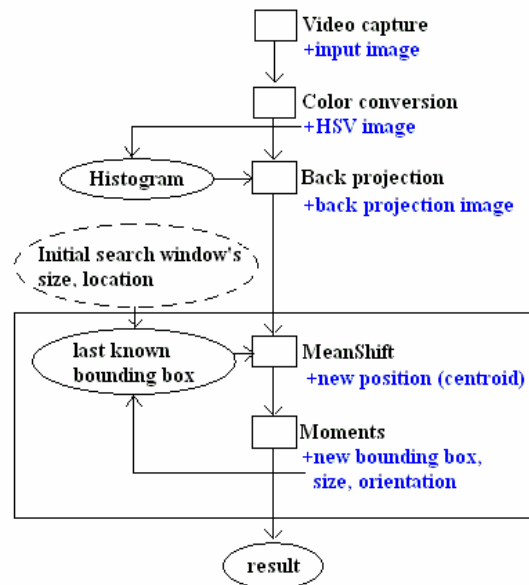 Video capture
+input image
Color conversion
+HSV image
Histogram
Back projection
+back projection image
Initial search window's
size, location
last known
bounding box
MeanShift
+new position (centroid)
Moments
+new bounding box,
size, orientation
result